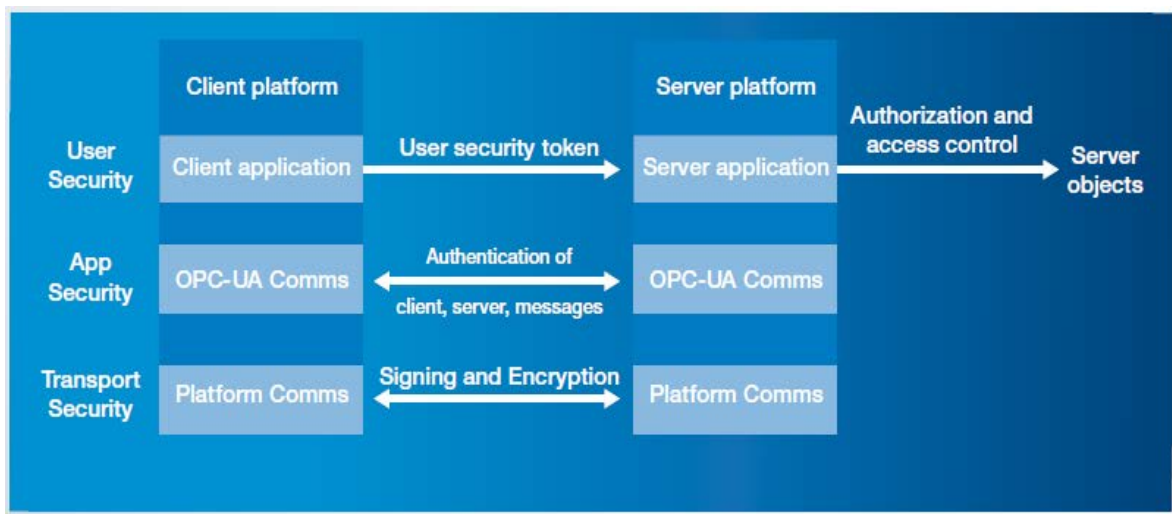 Client platform
Server platform
User
Security
Client application
User security token
Server application
Authorization and
access control
Server
objects
App
Security
OPC-UA Comms
Authentication of
client, server, messages
OPC-UA Comms
Transport
Security
Platform Comms
Signing and Encryption
Platform Comms